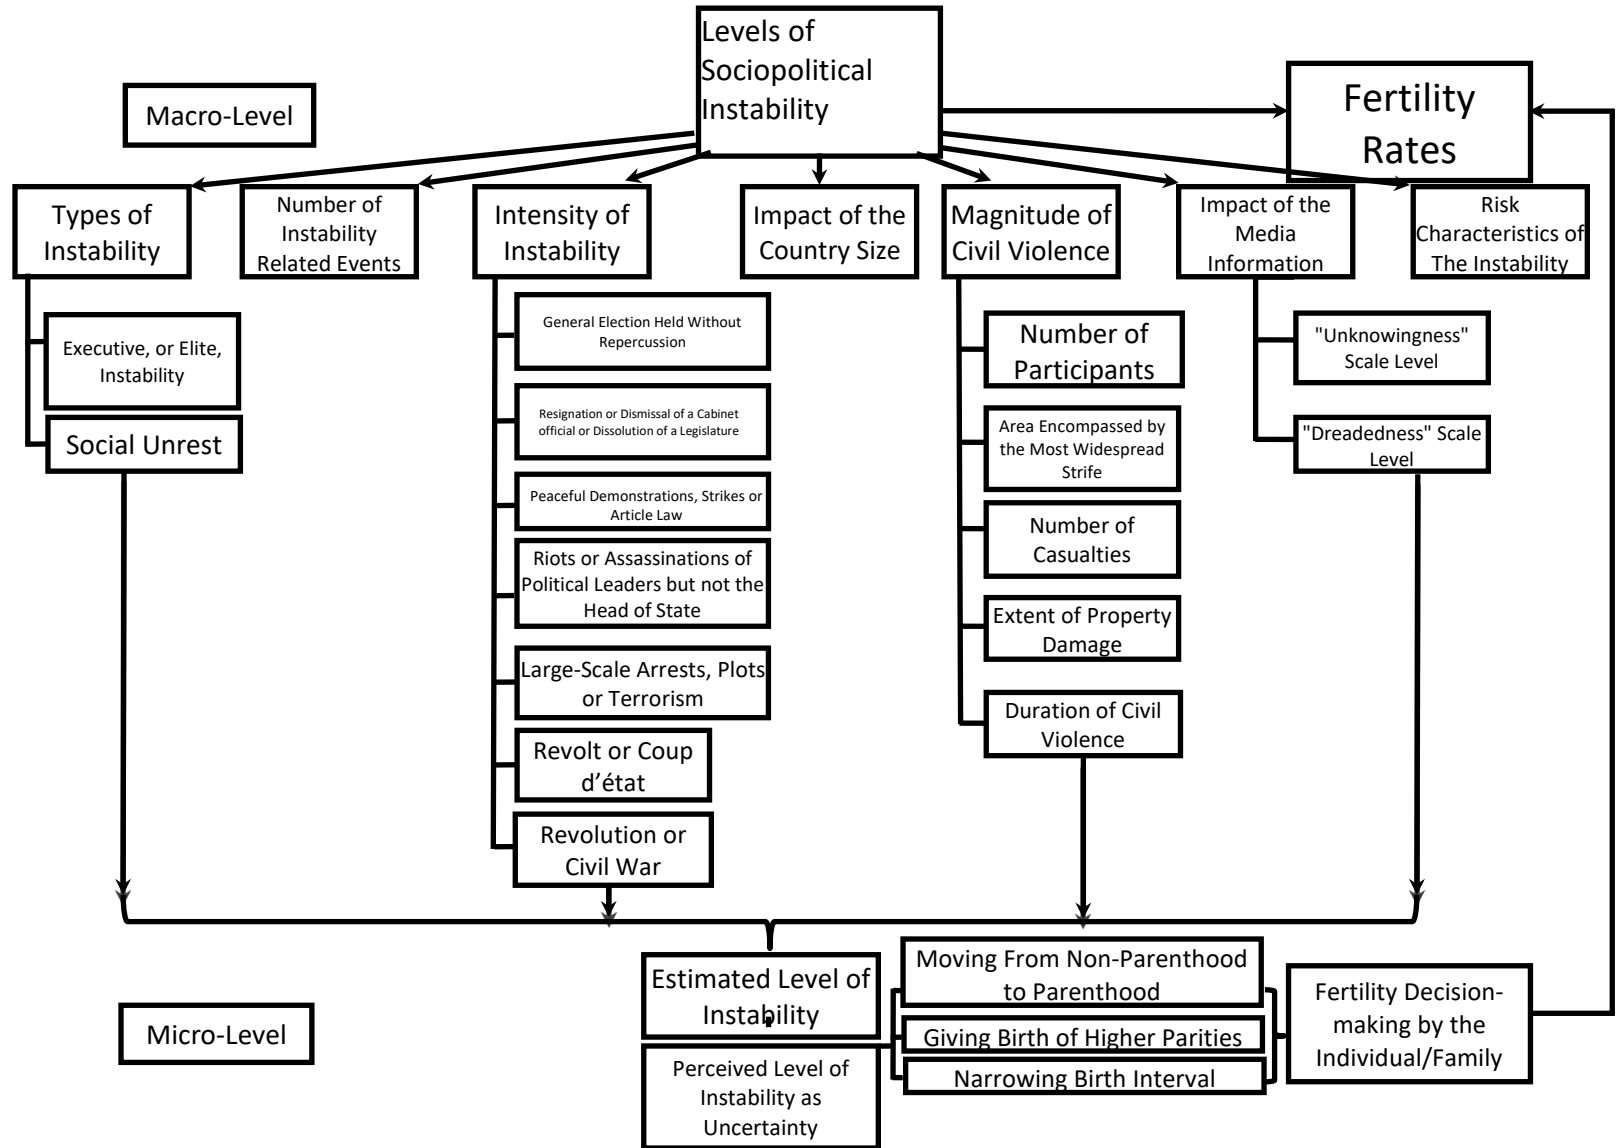 Levels of
Sociopolitical
Instability
Macro-Level
Fertility
Rates
Types of
Instability
Number of
Instability
Related Events
Intensity of
Instability
Impact of the
Country Size
Magnitude of
Civil Violence
Impact of the
Media
Information
Risk
Characteristics of
The Instability
Executive, or Elite,
Instability
Social Unrest
General Election Held Without
Repercussion
Resignation or Dismissal of a Cabinet
official or Dissolution of a Legislature
Peaceful Demonstrations, Strikes or
Article Law
Riots or Assassinations of
Political Leaders but not the
Head of State
Large-Scale Arrests, Plots
or Terrorism
Revolt or Coup
d’état
Revolution or
Civil War
Number of
Participants
Area Encompassed by
the Most Widespread
Strife
Number of
Casualties
Extent of Property
Damage
Duration of Civil
Violence
"Unknowingness"
Scale Level
"Dreadedness" Scale
Level
Micro-Level
Estimated Level of
Instability
Perceived Level of
Instability as
Uncertainty
Moving From Non-Parenthood
to Parenthood
Giving Birth of Higher Parities
Narrowing Birth Interval
Fertility Decision-
making by the
Individual/Family